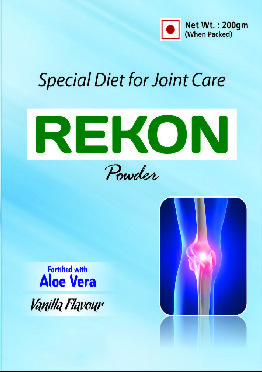 Net Wt. : 200gm
(When Packed)
Special Diet for Joint Care
REKON
Powder
Fortified with
Aloe Vera
Vanilla Flavour